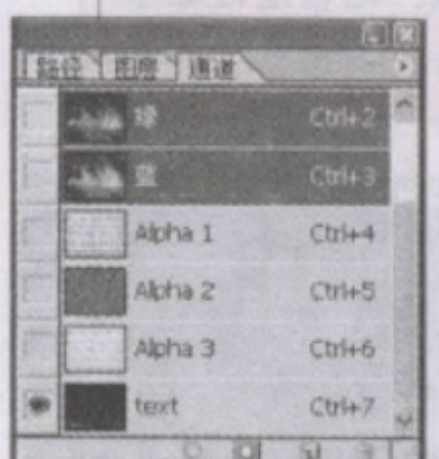 路径 图层 通道
绿 Ctrl+2
蓝 Ctrl+3
Alpha 1 Ctrl+4
Alpha 2 Ctrl+5
Alpha 3 Ctrl+6
text Ctrl+7